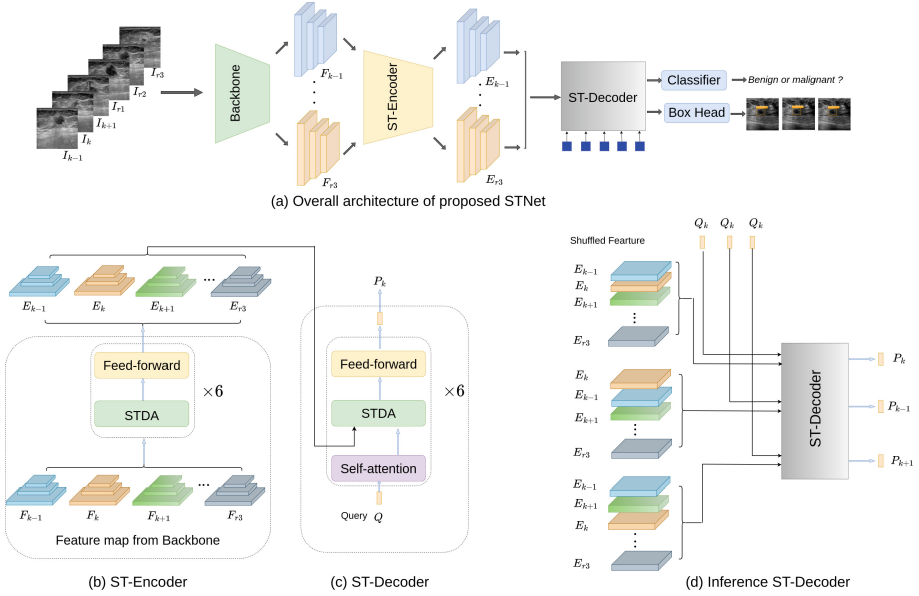 I_{r3}
I_{r2}
I_{r1}
I_{k+1}
I_k
I_{k-1}
Backbone
F_{k-1}
F_{r3}
ST-Encoder
E_{k-1}
E_{r3}
ST-Decoder
Classifier
Benign or malignant ?
Box Head
(a) Overall architecture of proposed STNet
E_{k-1} E_k E_{k+1} ... E_{r3}
Feed-forward
×6
STDA
F_{k-1} F_k F_{k+1} ... F_{r3}
Feature map from Backbone
(b) ST-Encoder
P_k
Feed-forward
×6
STDA
Self-attention
Query Q
(c) ST-Decoder
Q_k Q_k Q_k
Shuffled Fearture
E_{k-1}
E_k
E_{k+1}
E_{r3}
E_k
E_{k-1}
E_{k+1}
E_{r3}
E_{k-1}
E_{k+1}
E_k
E_{r3}
ST-Decoder
P_k
P_{k-1}
P_{k+1}
(d) Inference ST-Decoder